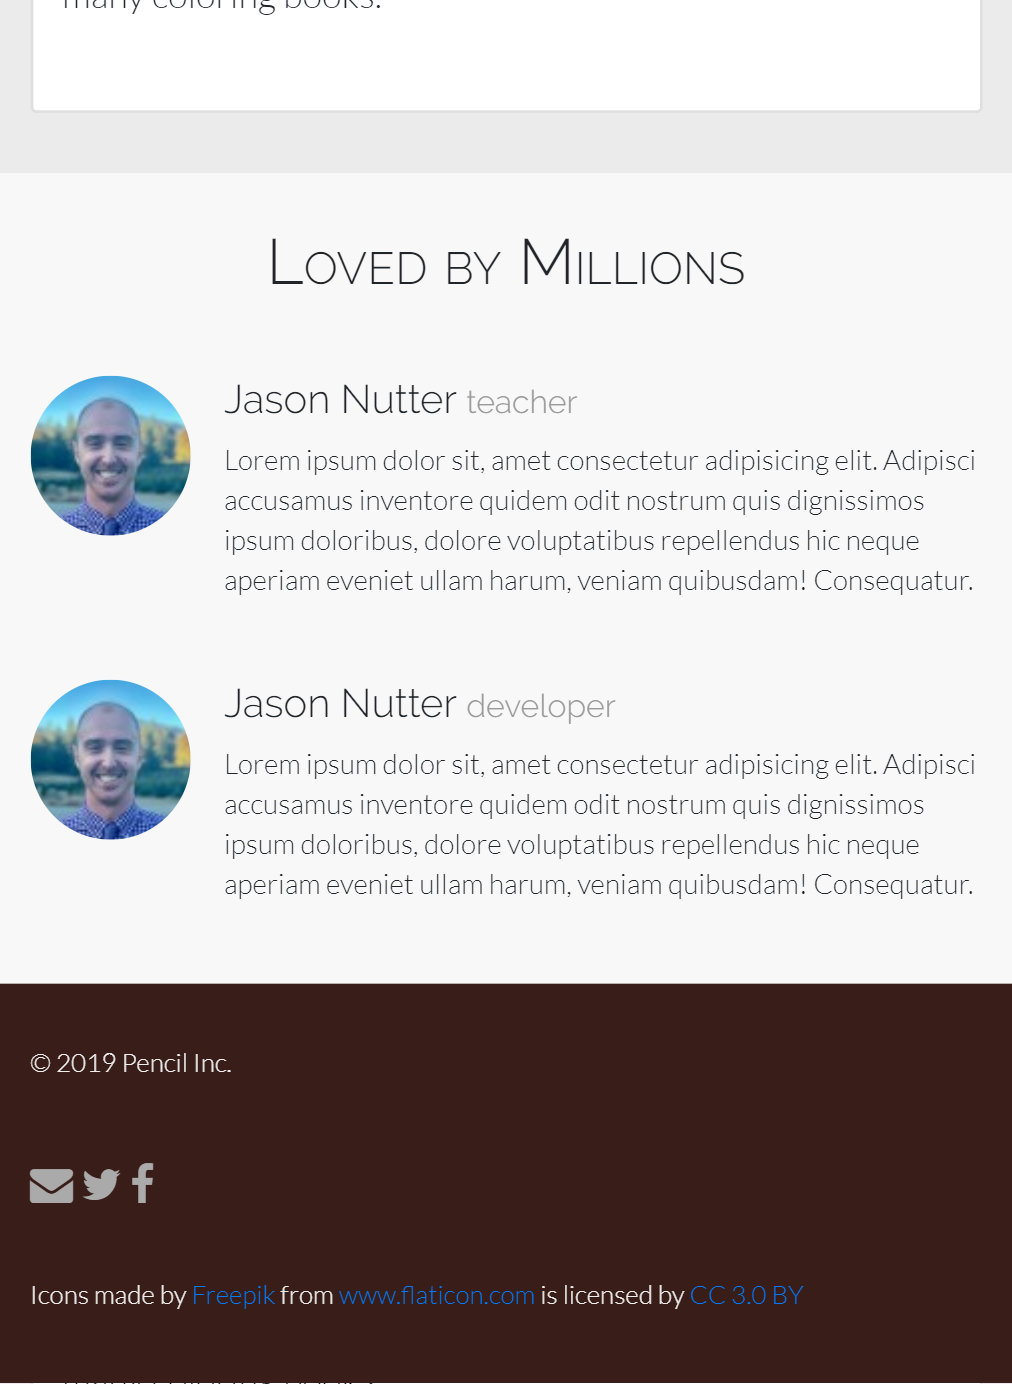 many coloring books.
Loved by Millions
Jason Nutter teacher
Lorem ipsum dolor sit, amet consectetur adipisicing elit. Adipisci
accusamus inventore quidem odit nostrum quis dignissimos
ipsum doloribus, dolore voluptatibus repellendus hic neque
aperiam eveniet ullam harum, veniam quibusdam! Consequatur.
Jason Nutter developer
Lorem ipsum dolor sit, amet consectetur adipisicing elit. Adipisci
accusamus inventore quidem odit nostrum quis dignissimos
ipsum doloribus, dolore voluptatibus repellendus hic neque
aperiam eveniet ullam harum, veniam quibusdam! Consequatur.
© 2019 Pencil Inc.
Icons made by Freepik from www.flaticon.com is licensed by CC 3.0 BY